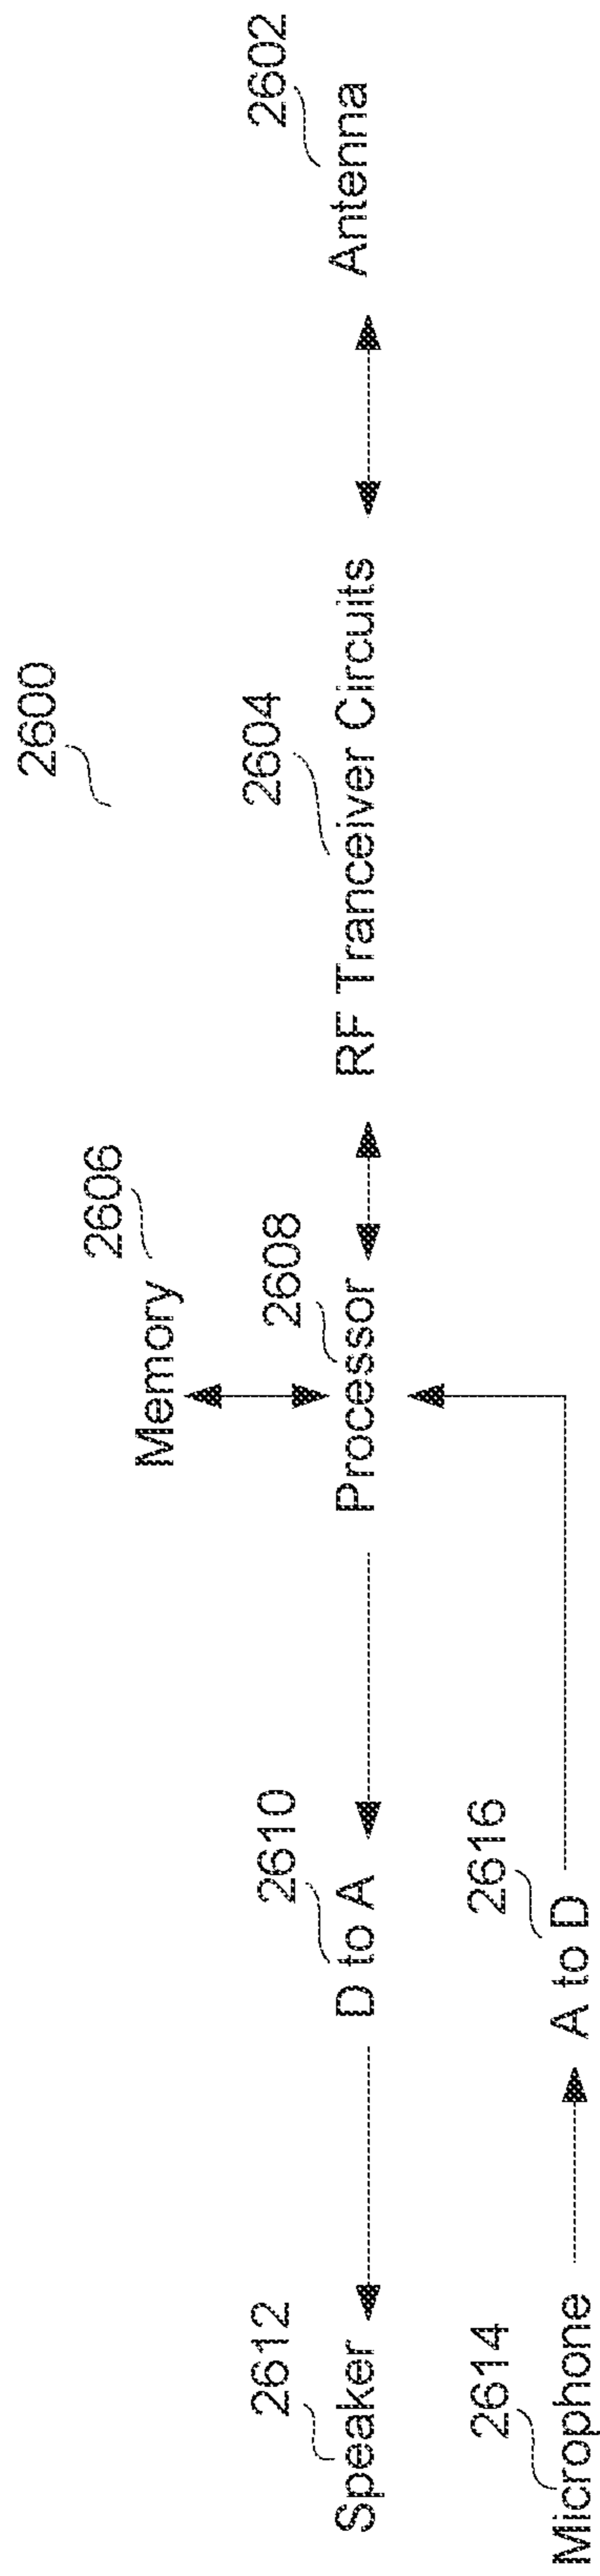 2600
2606
Memory
2612
2610
2608
2604
2602
Speaker
D to A
Processor
RF Tranceiver Circuits
Antenna
2614
2616
Microphone
A to D